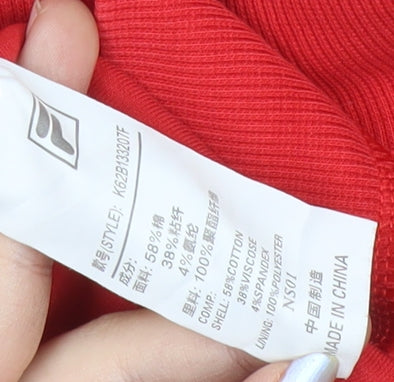 款号(STYLE): K62B133207F
成分:
面料: 58%棉
38%粘纤
4%氨纶
里料: 100%聚酯纤维
COMP.:
SHELL: 58%COTTON
38%VISCOSE
4%SPANDEX
LINING: 100%POLYESTER
NS01
中国制造
MADE IN CHINA